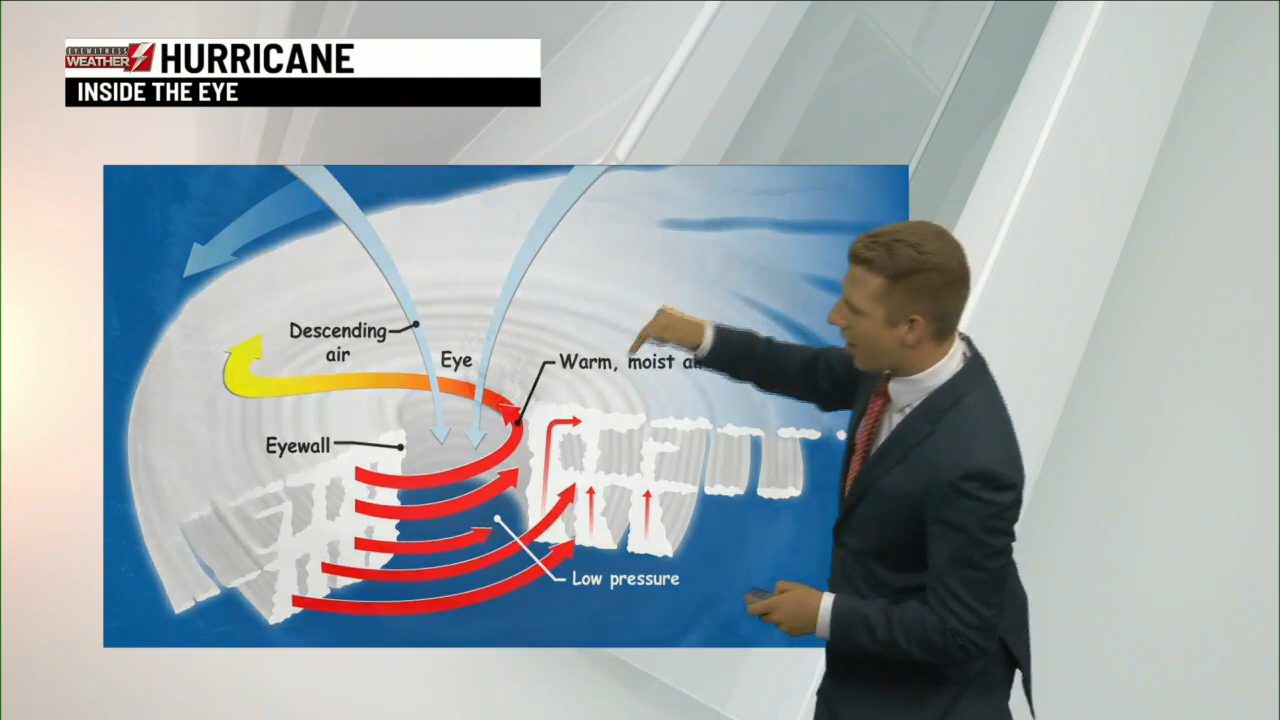 EYEWITNESS
WEATHER
HURRICANE
INSIDE THE EYE
Descending
air
Eye
Warm, moist
Eyewall
Low pressure